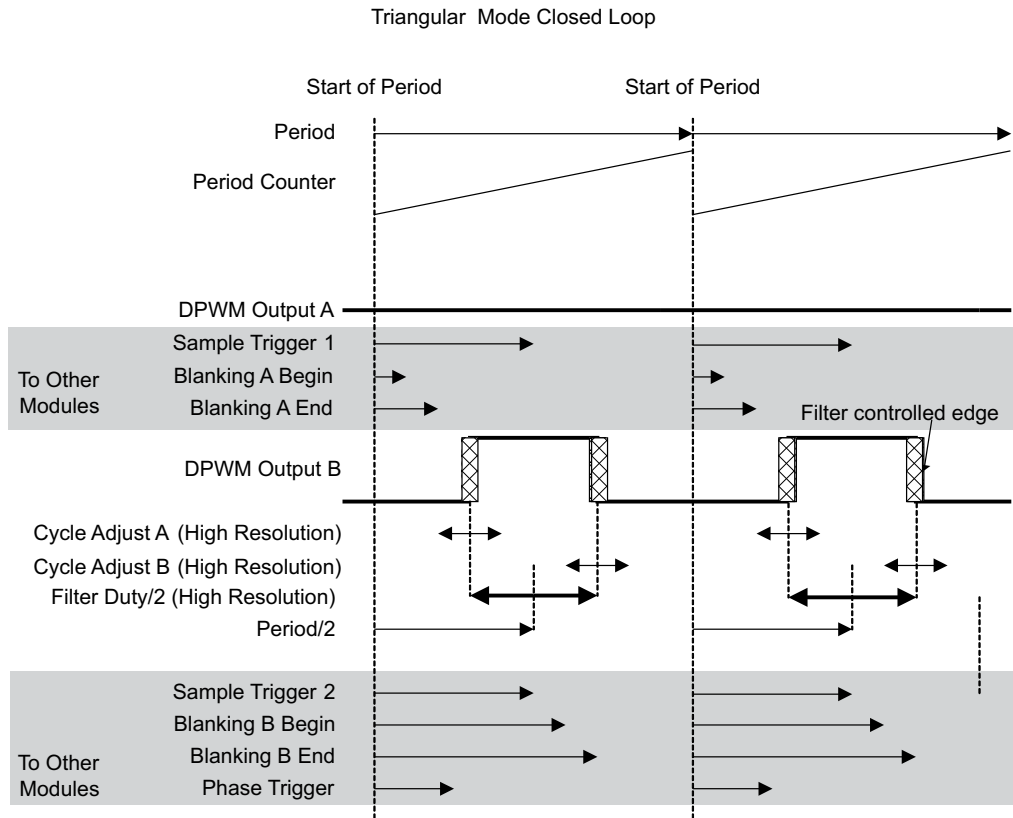 Triangular Mode Closed Loop
Start of Period
Start of Period
Period
Period Counter
DPWM Output A
Sample Trigger 1
To Other
Modules
Blanking A Begin
Blanking A End
Filter controlled edge
DPWM Output B
Cycle Adjust A (High Resolution)
Cycle Adjust B (High Resolution)
Filter Duty/2 (High Resolution)
Period/2
Sample Trigger 2
Blanking B Begin
Blanking B End
To Other
Modules
Phase Trigger